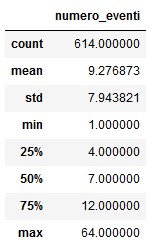 numero_eventi
count 614.000000
mean 9.276873
std 7.943821
min 1.000000
25% 4.000000
50% 7.000000
75% 12.000000
max 64.000000